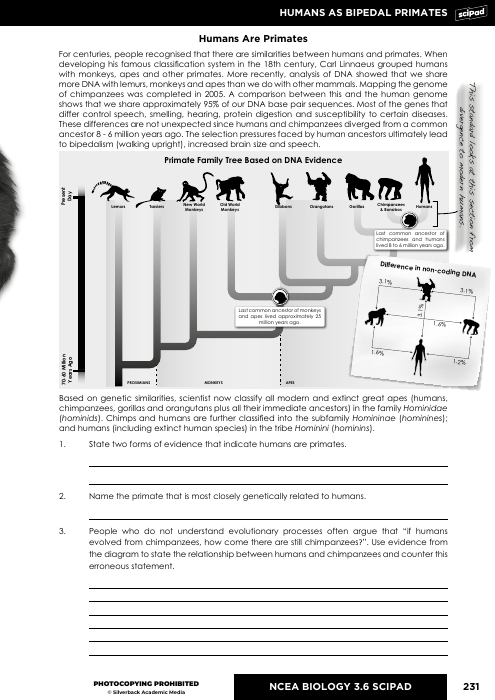 HUMANS AS BIPEDAL PRIMATES scipad
Humans Are Primates
For centuries, people recognised that there are similarities between humans and primates. When
developing his famous classification system in the 18th century, Carl Linnaeus grouped humans
with monkeys, apes and other primates. More recently, analysis of DNA showed that we share
more DNA with lemurs, monkeys and apes than we do with other mammals. Mapping the genome
of chimpanzees was completed in 2005. A comparison between this and the human genome
shows that we share approximately 95% of our DNA base pair sequences. Most of the genes that
differ control speech, smelling, hearing, protein digestion and susceptibility to certain diseases.
These differences are not unexpected since humans and chimpanzees diverged from a common
ancestor 8 - 6 million years ago. The selection pressures faced by human ancestors ultimately lead
to bipedalism (walking upright), increased brain size and speech.
This standard looks at this section from
divergence to modern humans.
Primate Family Tree Based on DNA Evidence
Present
Day
Lemurs
Tarsiers
New World
Monkeys
Old World
Monkeys
Gibbons
Orangutans
Gorillas
Chimpanzees
& Bonobos
Humans
Last common ancestor of
chimpanzees and humans
lived 8 to 6 million years ago.
Difference in non-coding DNA
3.1%
3.1%
3.1%
1.6%
1.6%
1.2%
Last common ancestor of monkeys
and apes lived approximately 25
million years ago.
70-60 Million
Years Ago
PROSIMIANS
MONKEYS
APES
Based on genetic similarities, scientist now classify all modern and extinct great apes (humans,
chimpanzees, gorillas and orangutans plus all their immediate ancestors) in the family Hominidae
(hominids). Chimps and humans are further classified into the subfamily Homininae (hominines);
and humans (including extinct human species) in the tribe Hominini (hominins).
1. State two forms of evidence that indicate humans are primates.
2. Name the primate that is most closely genetically related to humans.
3. People who do not understand evolutionary processes often argue that "if humans
evolved from chimpanzees, how come there are still chimpanzees?". Use evidence from
the diagram to state the relationship between humans and chimpanzees and counter this
erroneous statement.
PHOTOCOPYING PROHIBITED
© Silverback Academic Media
NCEA BIOLOGY 3.6 SCIPAD
231